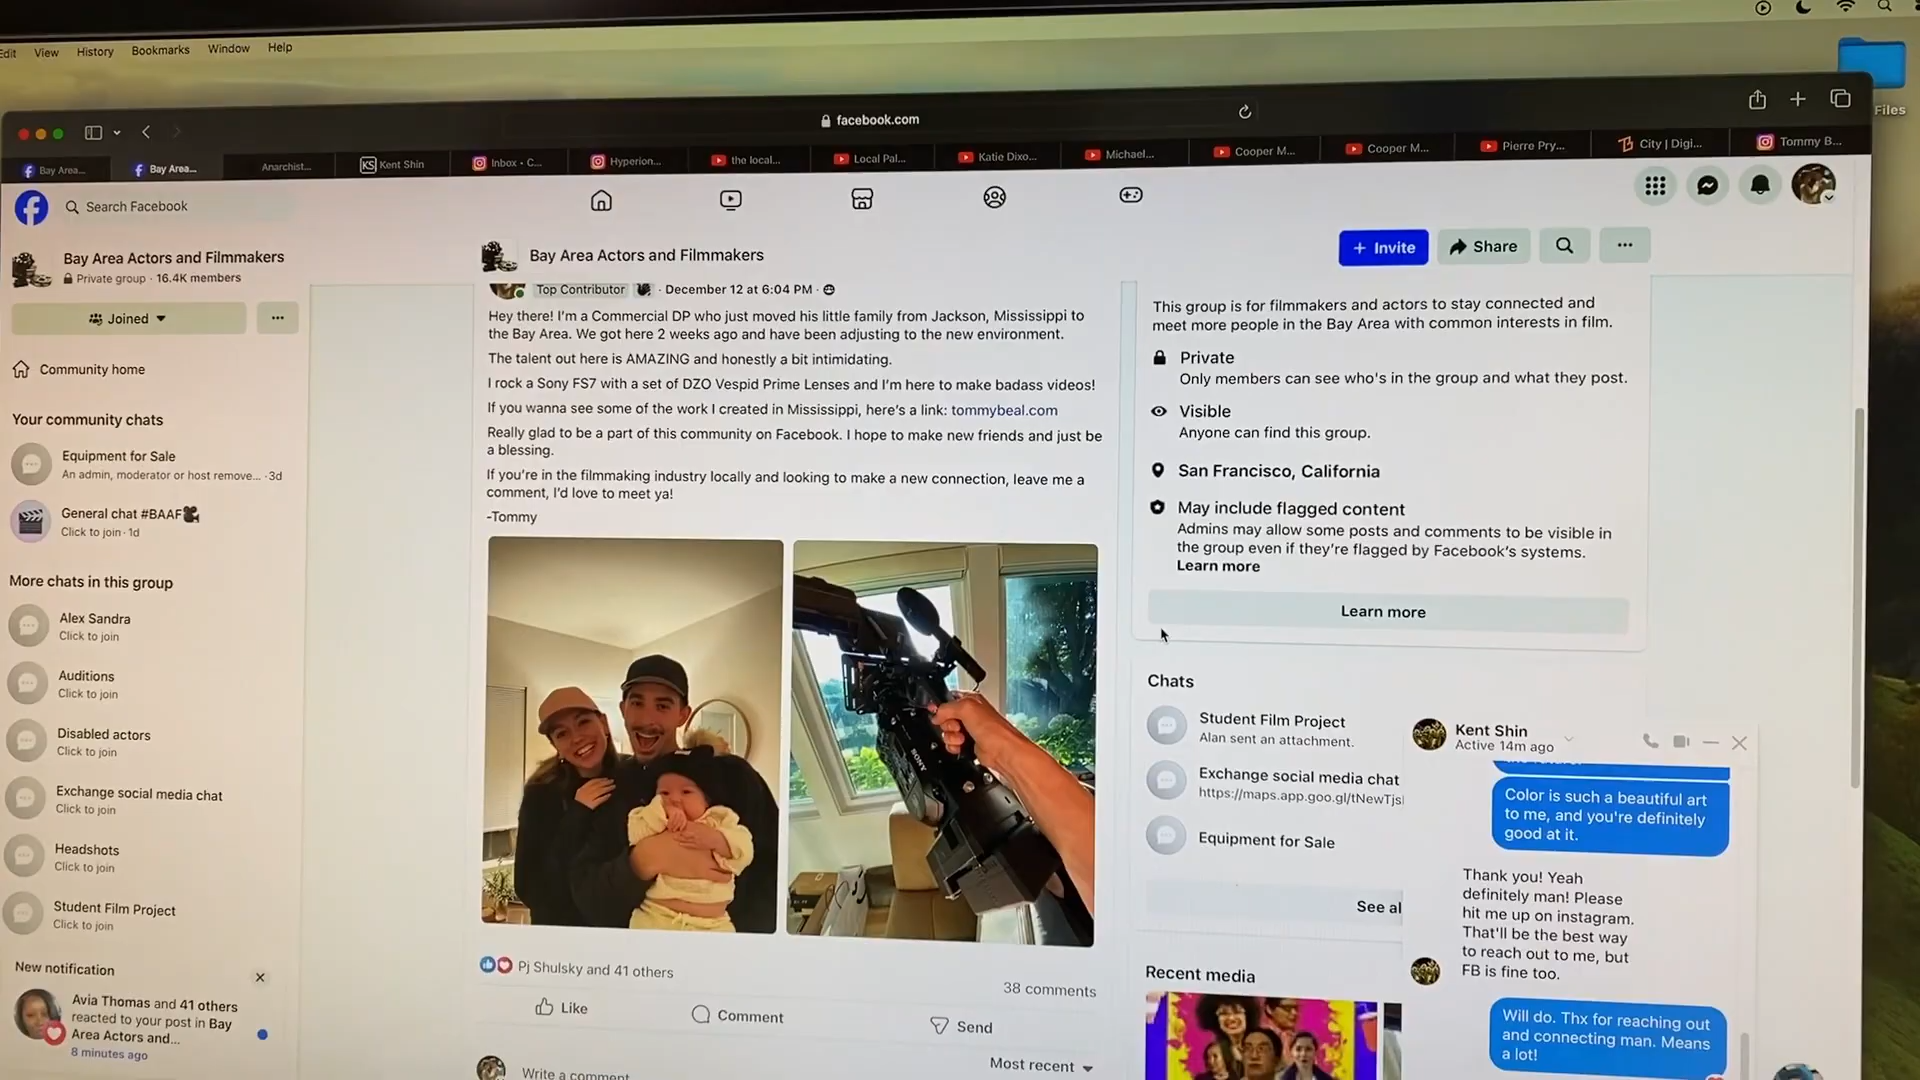 Edit View History Bookmarks Window Help
Files
facebook.com
Bay Area...
Bay Area...
Anarchist...
KS Kent Shin
Inbox • C...
Hyperion...
the local...
Local Pal...
Katie Dixo...
Michael...
Cooper M...
Cooper M...
Pierre Pry...
City | Digi...
Tommy B...
Search Facebook
Bay Area Actors and Filmmakers
Private group · 16.4K members
Joined
Community home
Your community chats
Equipment for Sale
An admin, moderator or host remove... · 3d
General chat #BAAF🎥
Click to join · 1d
More chats in this group
Alex Sandra
Click to join
Auditions
Click to join
Disabled actors
Click to join
Exchange social media chat
Click to join
Headshots
Click to join
Student Film Project
Click to join
New notification
Avia Thomas and 41 others
reacted to your post in Bay
Area Actors and...
8 minutes ago
Bay Area Actors and Filmmakers
+ Invite
Share
Top Contributor · December 12 at 6:04 PM ·
Hey there! I'm a Commercial DP who just moved his little family from Jackson, Mississippi to
the Bay Area. We got here 2 weeks ago and have been adjusting to the new environment.
The talent out here is AMAZING and honestly a bit intimidating.
I rock a Sony FS7 with a set of DZO Vespid Prime Lenses and I'm here to make badass videos!
If you wanna see some of the work I created in Mississippi, here's a link: tommybeal.com
Really glad to be a part of this community on Facebook. I hope to make new friends and just be
a blessing.
If you're in the filmmaking industry locally and looking to make a new connection, leave me a
comment, I'd love to meet ya!
-Tommy
SONY
Pj Shulsky and 41 others
38 comments
Like
Comment
Send
Most recent
Write a comment
This group is for filmmakers and actors to stay connected and
meet more people in the Bay Area with common interests in film.
Private
Only members can see who's in the group and what they post.
Visible
Anyone can find this group.
San Francisco, California
May include flagged content
Admins may allow some posts and comments to be visible in
the group even if they're flagged by Facebook's systems.
Learn more
Learn more
Chats
Student Film Project
Alan sent an attachment.
Exchange social media chat
https://maps.app.goo.gl/tNewTjs
Equipment for Sale
See al
Recent media
Kent Shin
Active 14m ago
Color is such a beautiful art
to me, and you're definitely
good at it.
Thank you! Yeah
definitely man! Please
hit me up on instagram.
That'll be the best way
to reach out to me, but
FB is fine too.
Will do. Thx for reaching out
and connecting man. Means
a lot!